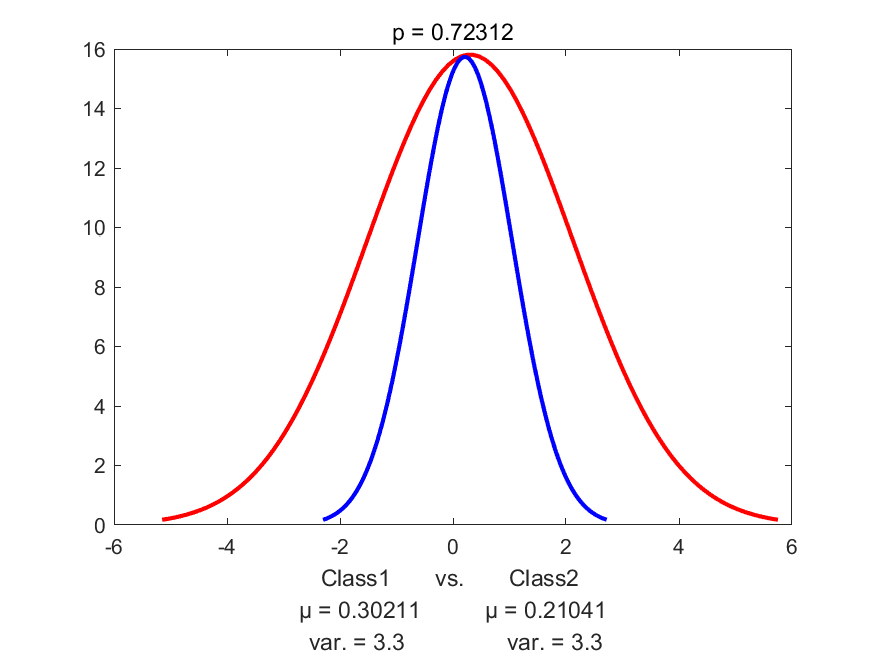 p = 0.72312
16
14
12
10
8
6
4
2
0
-6 -4 -2 0 2 4 6
Class1 vs. Class2
μ = 0.30211 μ = 0.21041
var. = 3.3 var. = 3.3